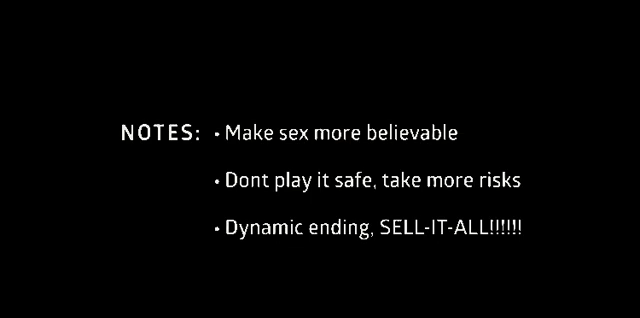 NOTES: • Make sex more believable
• Dont play it safe, take more risks
• Dynamic ending, SELL-IT-ALL!!!!!!